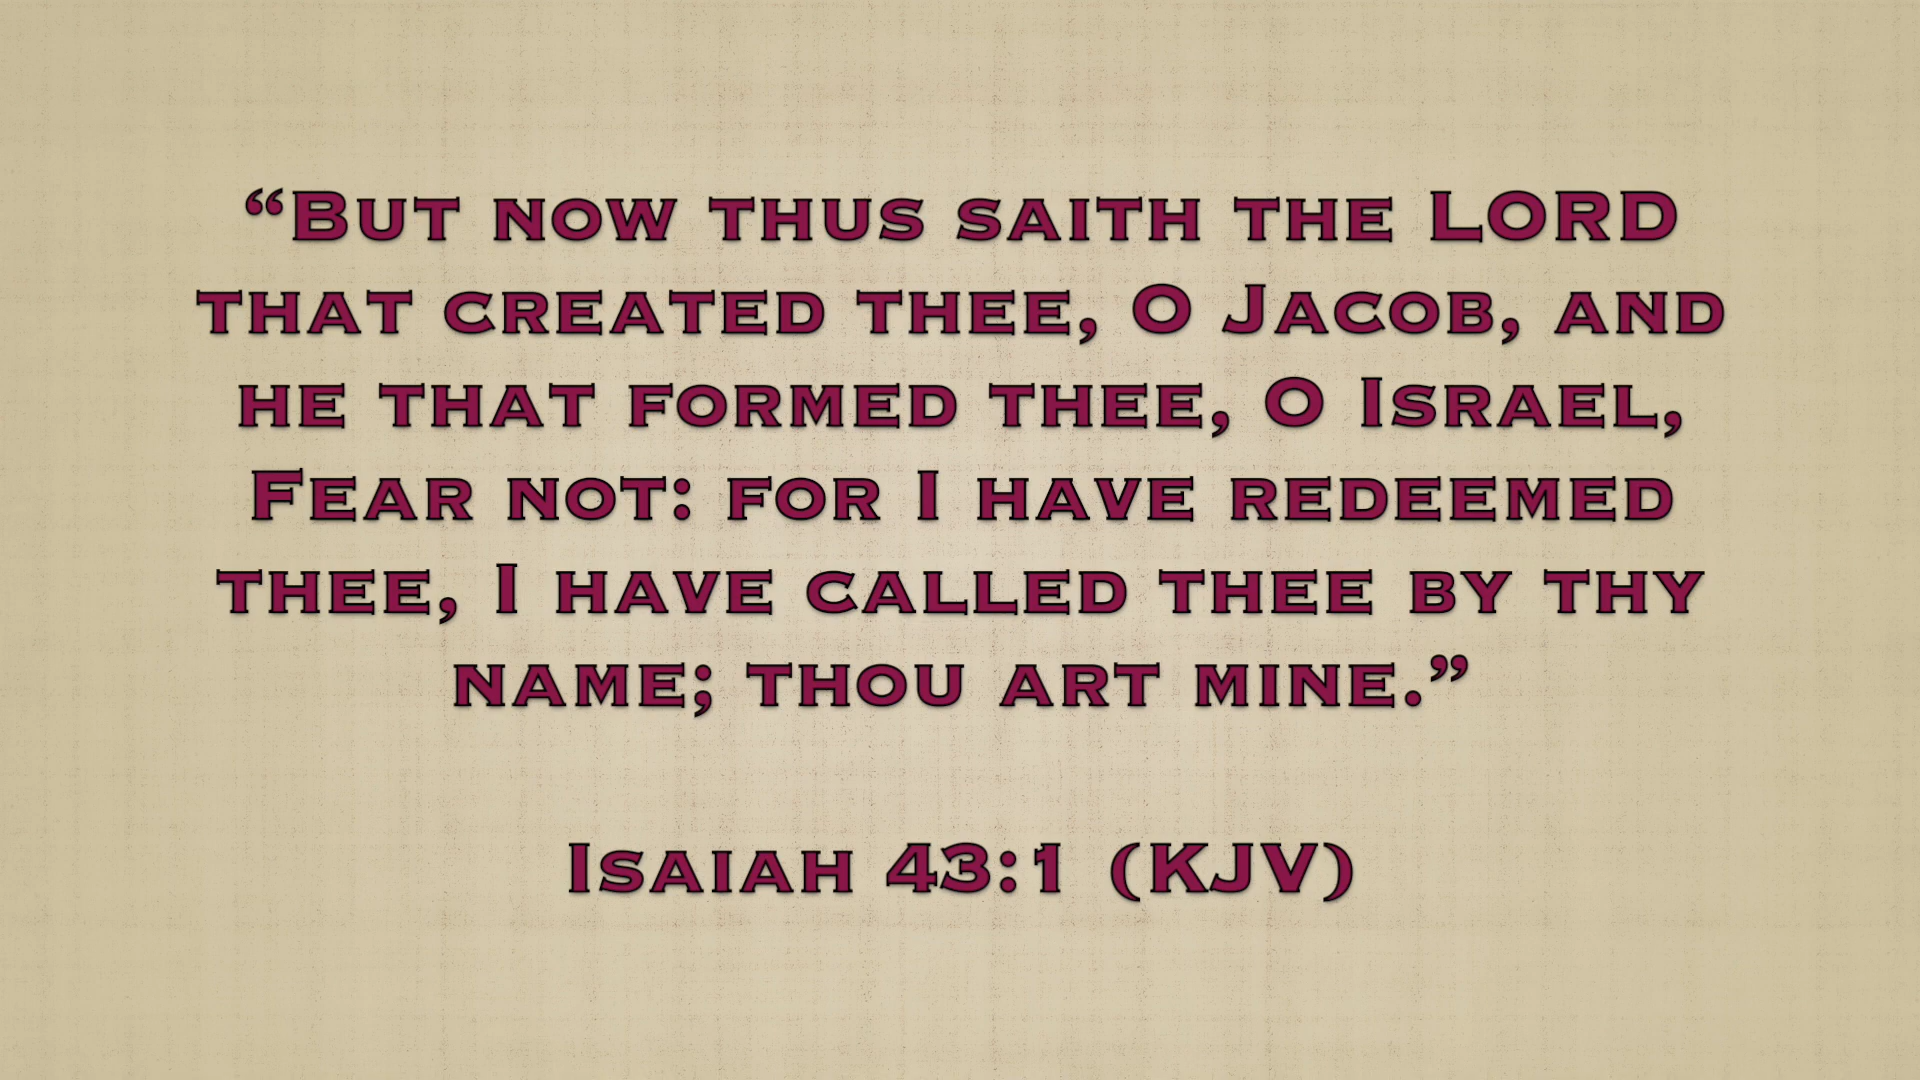 “But now thus saith the LORD
that created thee, O Jacob, and
he that formed thee, O Israel,
Fear not: for I have redeemed
thee, I have called thee by thy
name; thou art mine.”
Isaiah 43:1 (KJV)